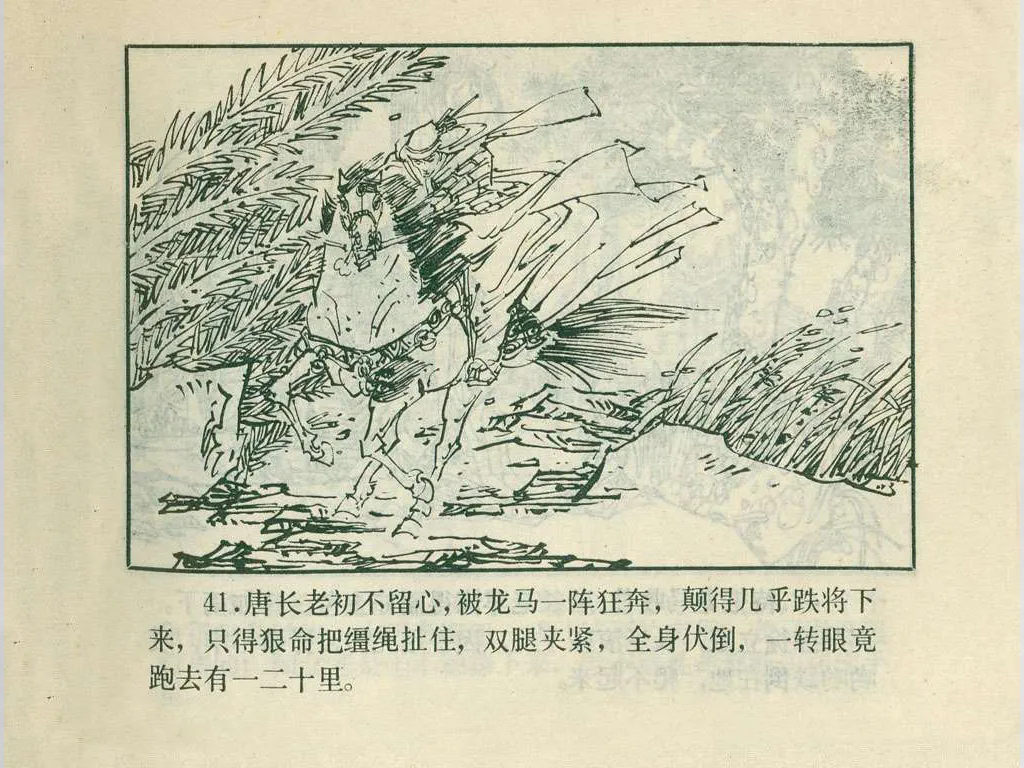 41.唐长老初不留心,被龙马一阵狂奔，颠得几乎跌将下
来，只得狠命把缰绳扯住，双腿夹紧，全身伏倒，一转眼竟
跑去有一二十里。